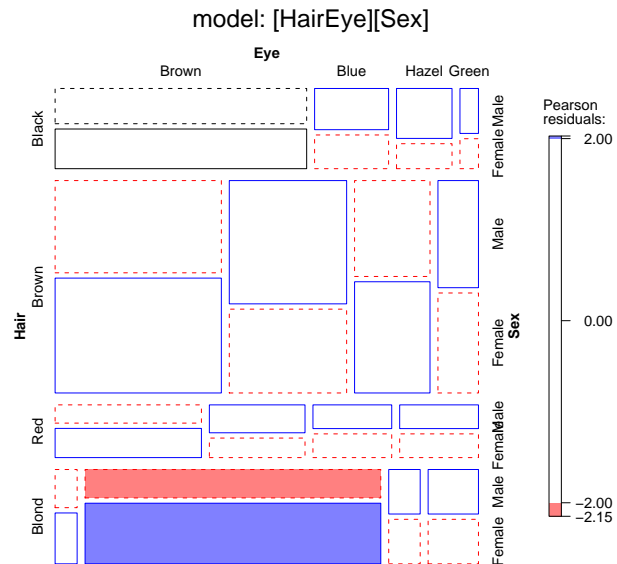 model: [HairEye][Sex]
Eye
Brown Blue Hazel Green
Hair
Black
Brown
Red
Blond
Sex
Male
Female
Male
Female
Male
Female
Male
Female
Pearson
residuals:
2.00
0.00
−2.00
−2.15